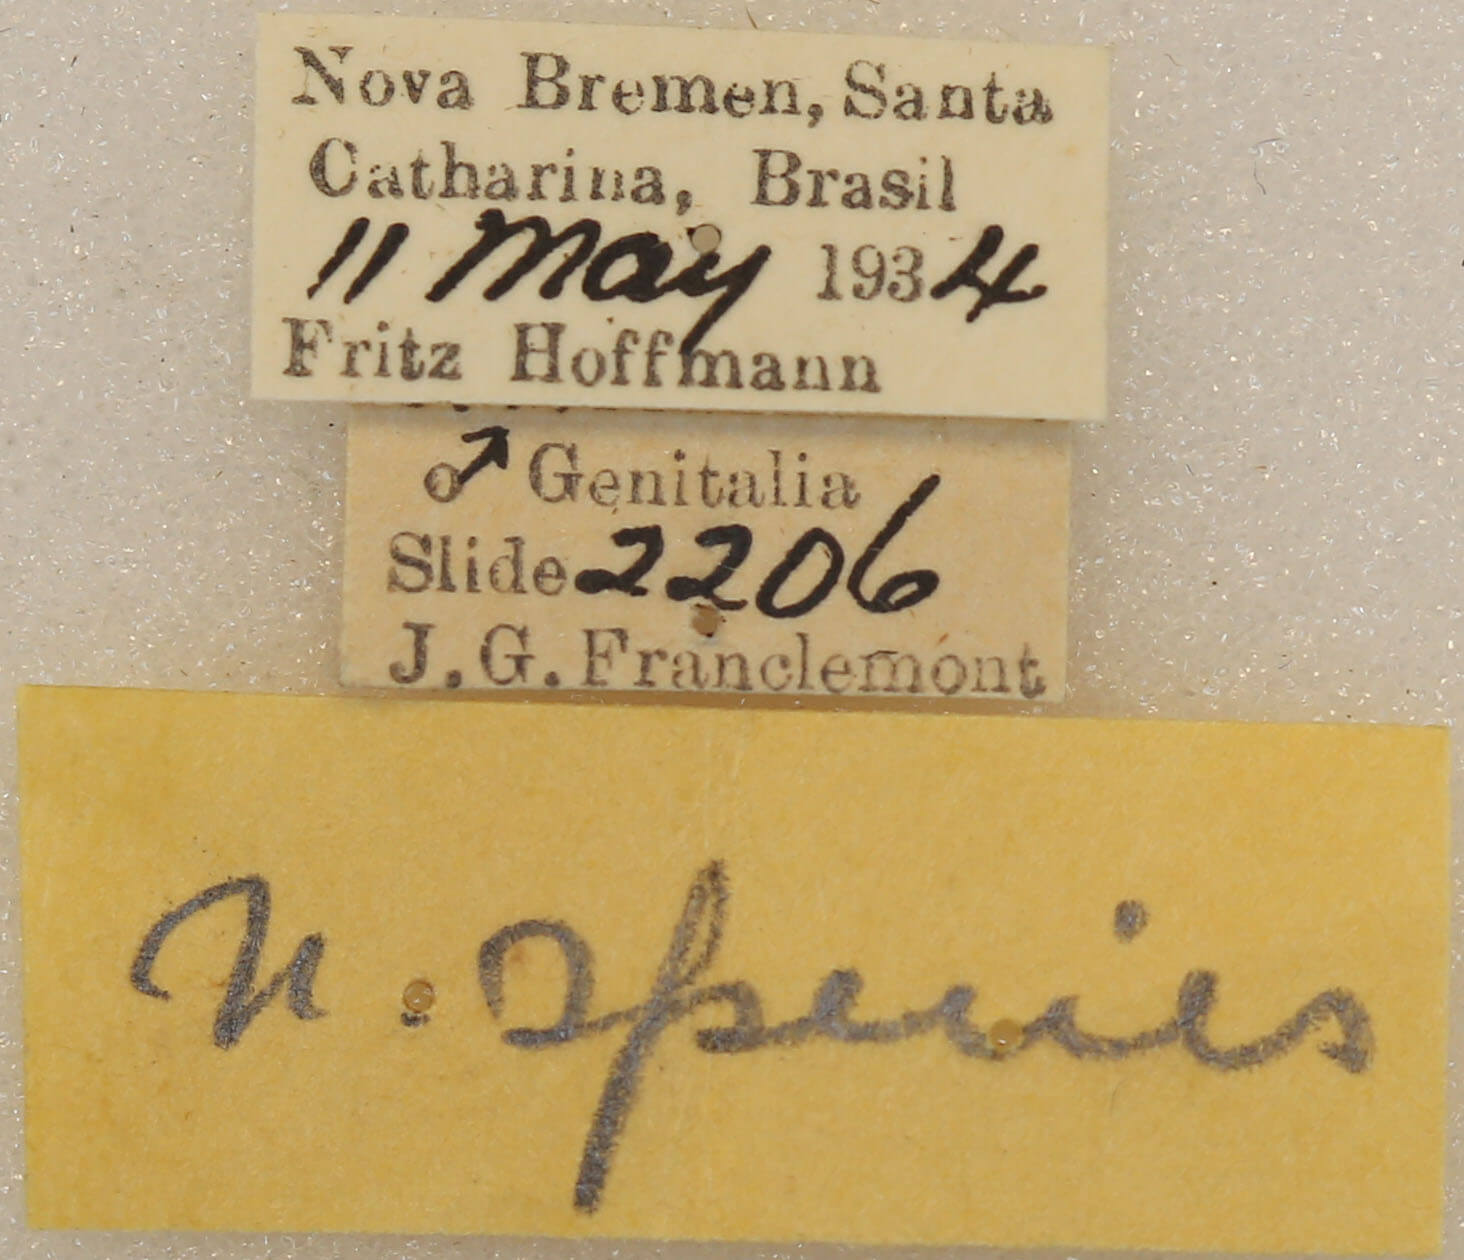 Nova Bremen, Santa
Catharina, Brasil
11 May 1934
Fritz Hoffmann
♂ Genitalia
Slide 2206
J. G. Franclemont
n. species